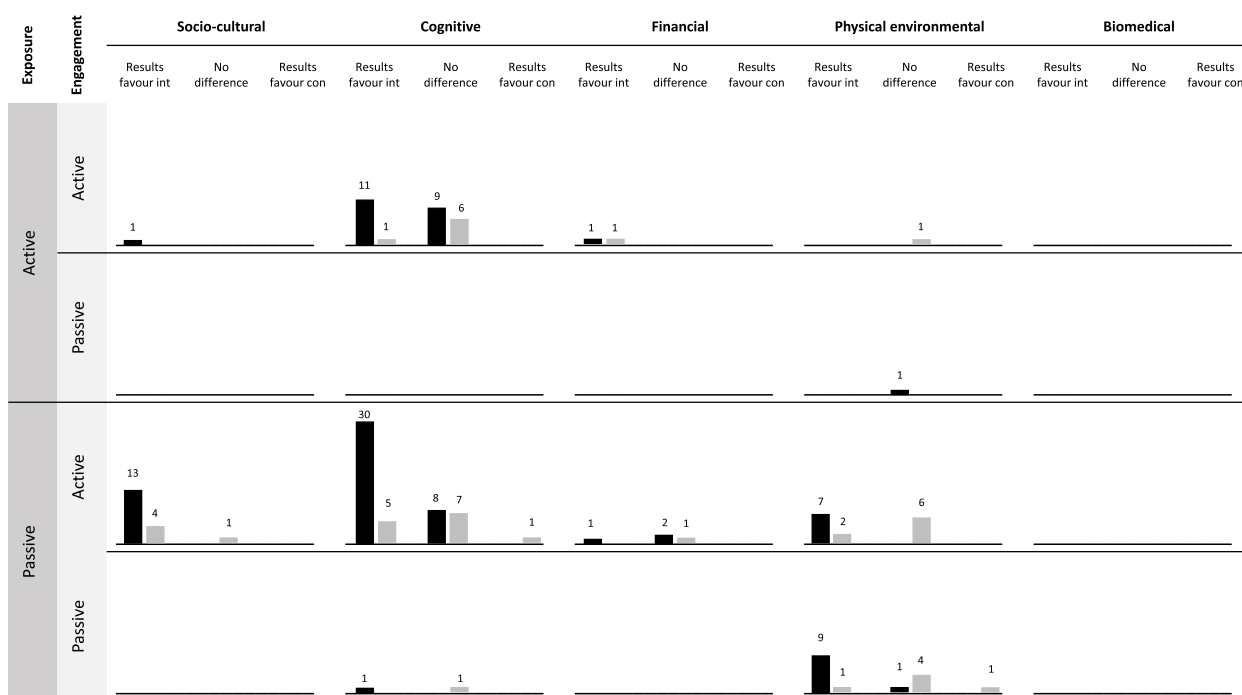 Socio-cultural Cognitive Financial Physical environmental Biomedical
Exposure
Engagement
Results No Results Results No Results Results No Results Results No Results Results No Results
favour int difference favour con favour int difference favour con favour int difference favour con favour int difference favour con favour int difference favour con
Active
Active
11
9
6
1 1 1 1 1
Passive
1
Passive
Active
30
13
4 5 8 7 7 6
1 1 1 2 1 2
Passive
9
1 1 1 1 4 1